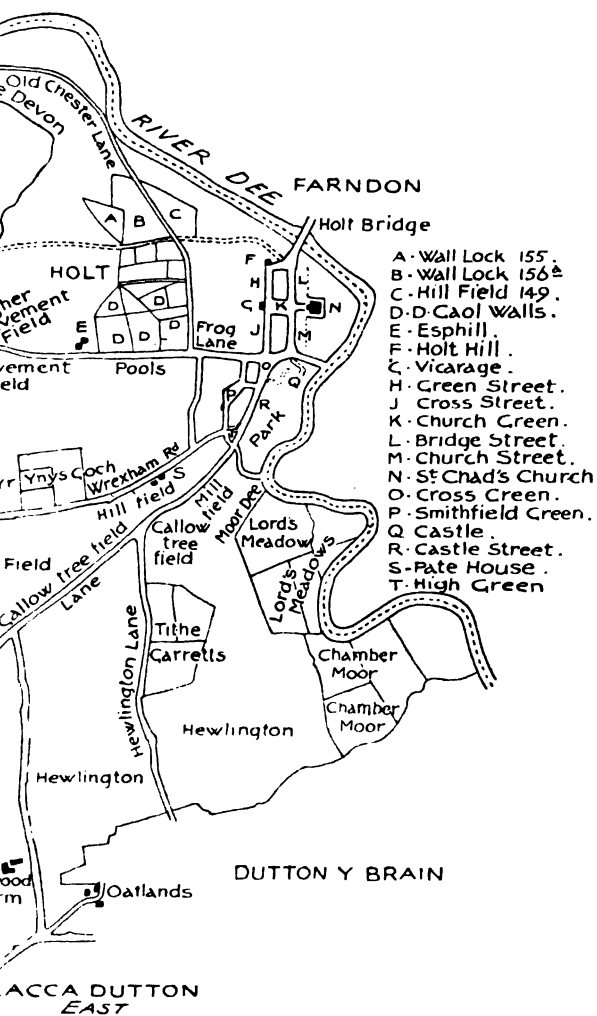 Old Chester Lane
Devon
RIVER DEE
FARNDON
Holt Bridge
A B C
HOLT
F
H L
C K N
J M
D D
D D D
E
Field
Frog
Lane
Pools
O
Q
P
R
Park
A · Wall Lock 155.
B · Wall Lock 156a
C · Hill Field 149.
D · D · Caol Walls.
E · Esphill.
F · Holt Hill.
G · Vicarage.
H · Green Street.
J Cross Street.
K · Church Green.
L · Bridge Street.
M · Church Street.
N · St Chad's Church
O · Cross Green.
P · Smithfield Green.
Q Castle.
R · Castle Street.
S - Pate House.
T · High Green
Ynys Coch
Wrexham Rd
S
Hill field
Mill
field
Moor Dee
Callow
tree
field
Lord's
Meadow
Lord's
Meadows
Field
Callow tree field
Lane
Hewlington Lane
Tithe
Garretts
Chamber
Moor
Chamber
Moor
Hewlington
Hewlington
DUTTON Y BRAIN
Oatlands
ACCA DUTTON
EAST